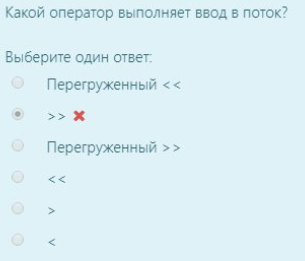 Какой оператор выполняет ввод в поток?
Выберите один ответ:
Перегруженный <<
>>
Перегруженный >>
<<
>
<